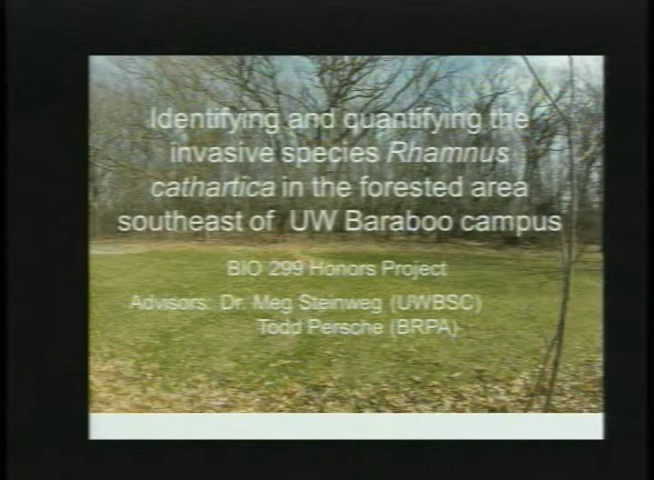 Identifying and quantifying the
invasive species Rhamnus
cathartica in the forested area
southeast of UW Baraboo campus
BIO 299 Honors Project
Advisors: Dr. Meg Steinweg (UWBSC)
Todd Persche (BRPA)